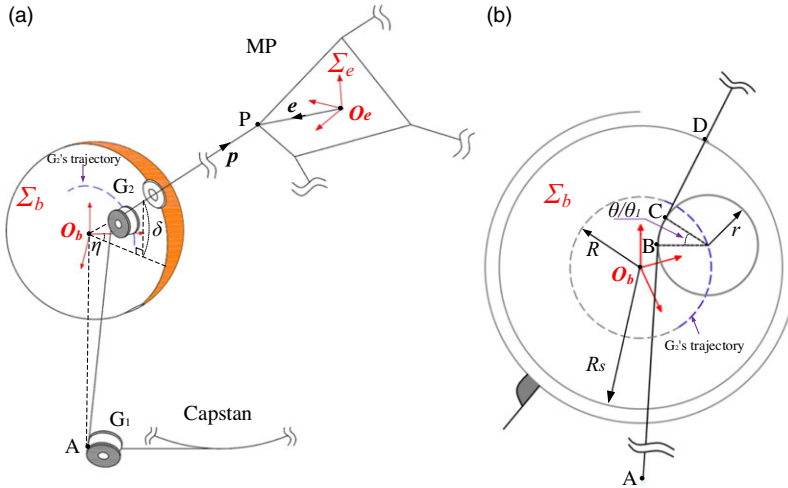 (a)
MP
Σe
P
e
Oe
p
G₂'s trajectory
G₂
Σb
δ
Ob
η
G₁
Capstan
A
(b)
D
Σb
θ/θ₁
C
r
R
B
Ob
G₂'s trajectory
Rs
A